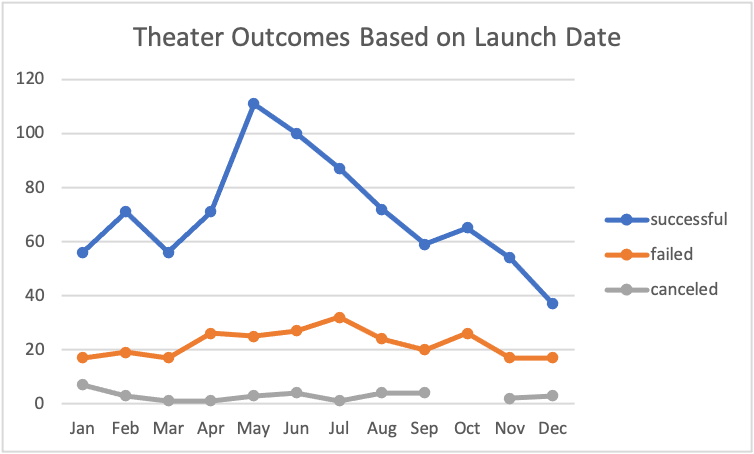 Theater Outcomes Based on Launch Date
120
100
80
60
40
20
0
Jan Feb Mar Apr May Jun Jul Aug Sep Oct Nov Dec
successful
failed
canceled